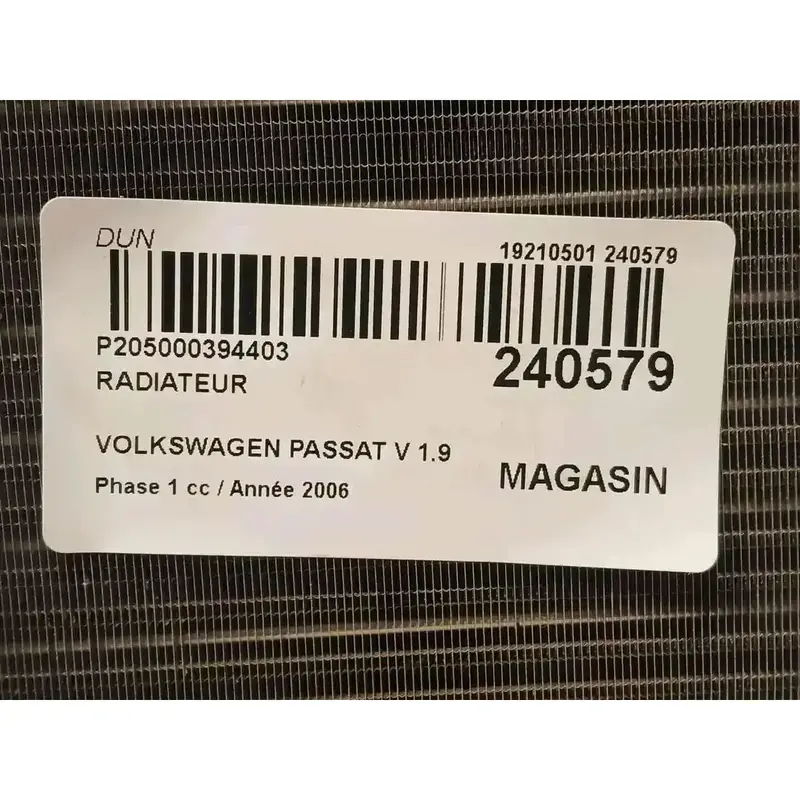 DUN
19210501 240579
P205000394403
240579
RADIATEUR
VOLKSWAGEN PASSAT V 1.9
MAGASIN
Phase 1 cc / Année 2006